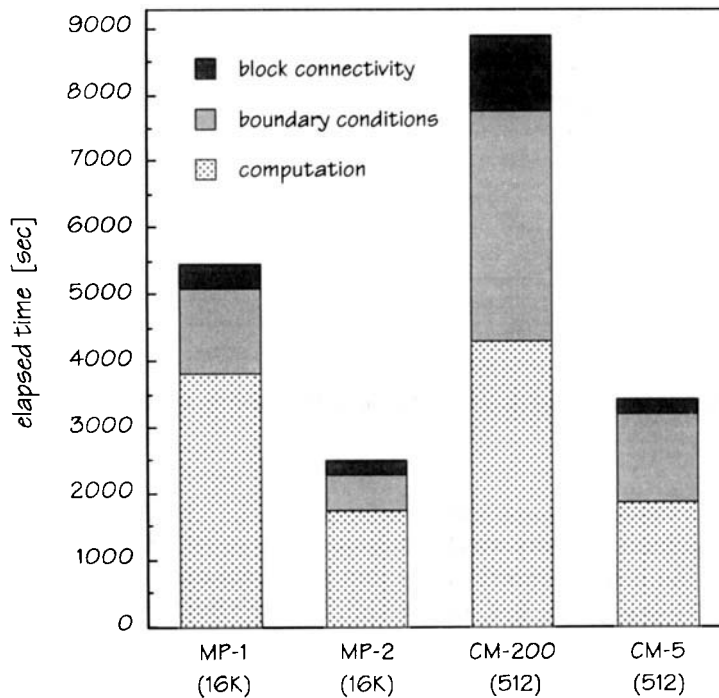 9000
8000
7000
6000
5000
4000
3000
2000
1000
0
elapsed time [sec]
block connectivity
boundary conditions
computation
MP-1 MP-2 CM-200 CM-5
(16K) (16K) (512) (512)